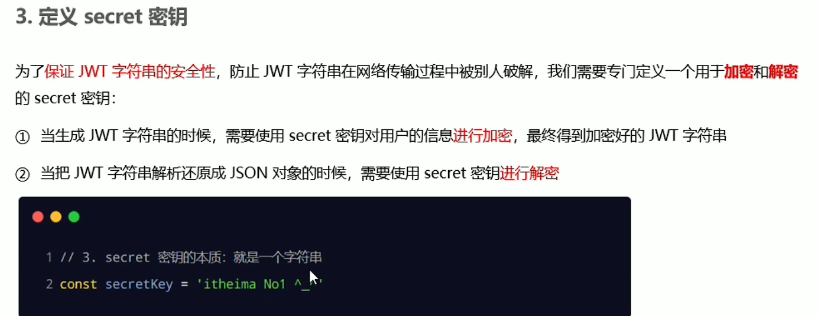 3. 定义 secret 密钥
为了保证 JWT 字符串的安全性，防止 JWT 字符串在网络传输过程中被别人破解，我们需要专门定义一个用于加密和解密
的 secret 密钥：
① 当生成 JWT 字符串的时候，需要使用 secret 密钥对用户的信息进行加密，最终得到加密好的 JWT 字符串
② 当把 JWT 字符串解析还原成 JSON 对象的时候，需要使用 secret 密钥进行解密
1 // 3. secret 密钥的本质：就是一个字符串
2 const secretKey = 'itheima No1 ^_^'